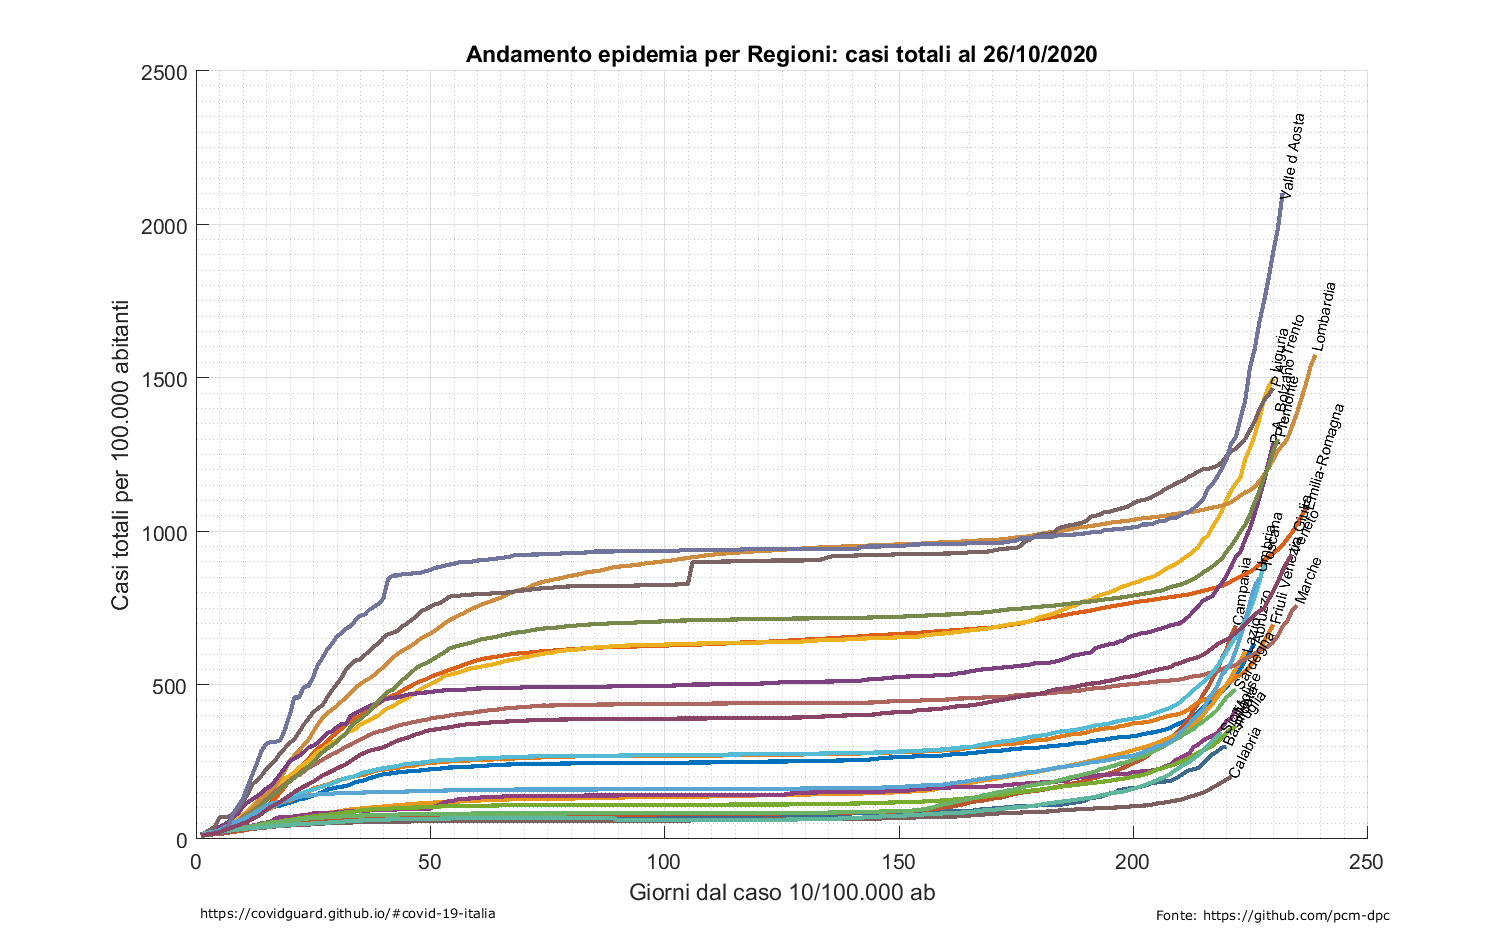 Andamento epidemia per Regioni: casi totali al 26/10/2020
2500
2000
1500
1000
500
0
Casi totali per 100.000 abitanti
0
50
100
150
200
250
Giorni dal caso 10/100.000 ab
Valle d Aosta
Lombardia
Liguria
P.A. Trento
P.A. Bolzano
Piemonte
Emilia-Romagna
Veneto
Toscana
Umbria
Friuli Venezia Giulia
Marche
Campania
Lazio
Abruzzo
Sardegna
Molise
Puglia
Calabria
https://covidguard.github.io/#covid-19-italia
Fonte: https://github.com/pcm-dpc